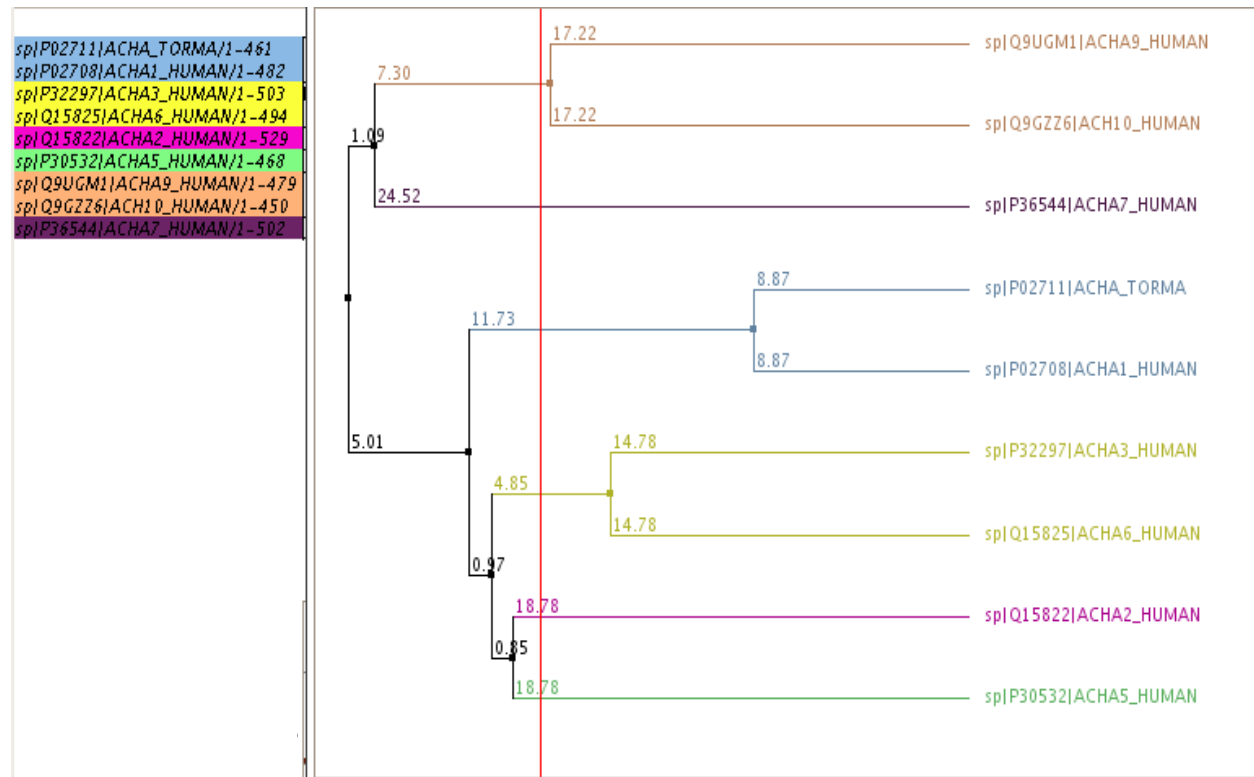 sp|P02711|ACHA_TORMA/1-461
sp|P02708|ACHA1_HUMAN/1-482
sp|P32297|ACHA3_HUMAN/1-503
sp|Q15825|ACHA6_HUMAN/1-494
sp|Q15822|ACHA2_HUMAN/1-529
sp|P30532|ACHA5_HUMAN/1-468
sp|Q9UGM1|ACHA9_HUMAN/1-479
sp|Q9GZZ6|ACH10_HUMAN/1-450
sp|P36544|ACHA7_HUMAN/1-502
17.22
sp|Q9UGM1|ACHA9_HUMAN
7.30
17.22
sp|Q9GZZ6|ACH10_HUMAN
1.09
24.52
sp|P36544|ACHA7_HUMAN
8.87
sp|P02711|ACHA_TORMA
11.73
8.87
sp|P02708|ACHA1_HUMAN
5.01
14.78
sp|P32297|ACHA3_HUMAN
4.85
14.78
sp|Q15825|ACHA6_HUMAN
0.97
18.78
sp|Q15822|ACHA2_HUMAN
0.85
18.78
sp|P30532|ACHA5_HUMAN